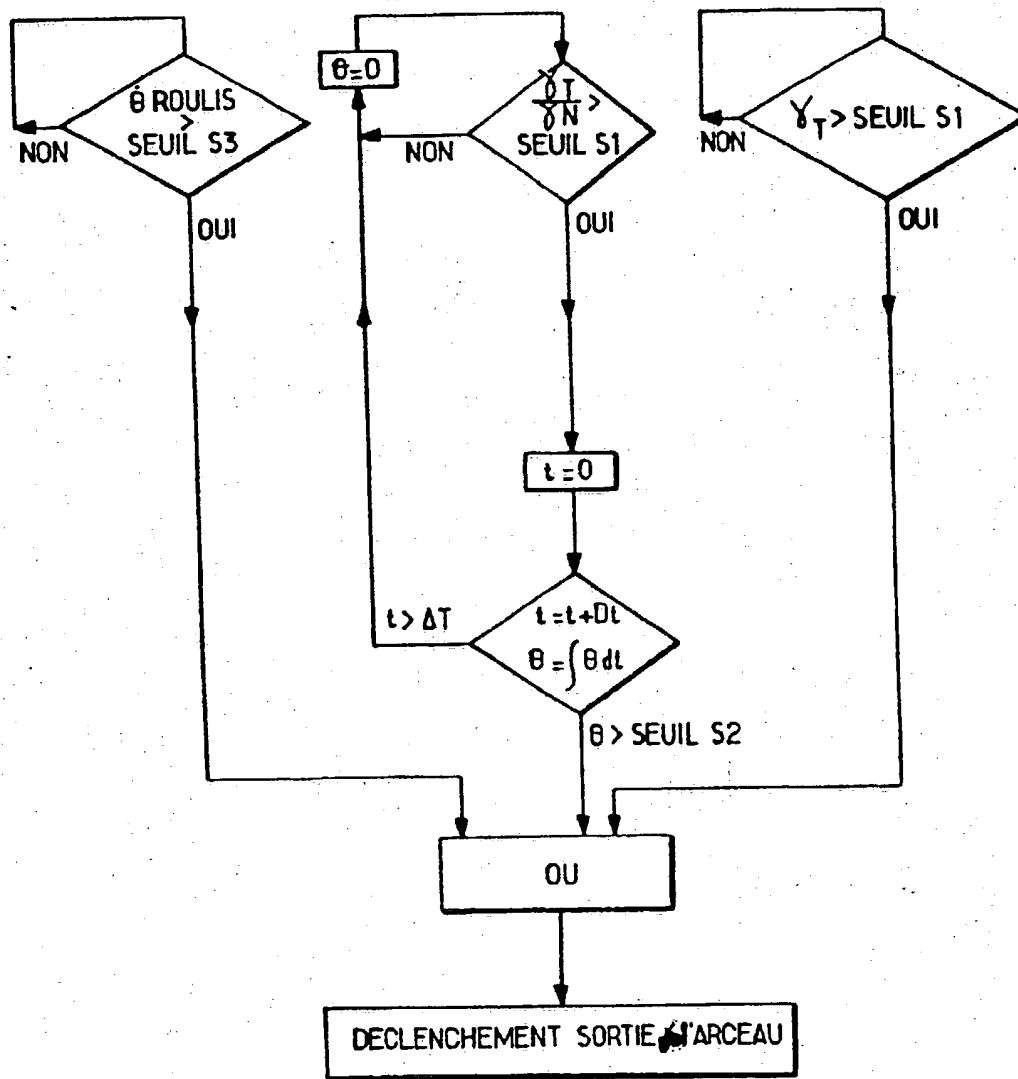 θ̇ ROULIS
>
SEUIL S3
NON
OUI
θ=0
γT
γN >
SEUIL S1
NON
OUI
γT > SEUIL S1
NON
OUI
t=0
t=t+Dt
θ=∫θdt
t>ΔT
θ>SEUIL S2
OU
DECLENCHEMENT SORTIE l'ARCEAU